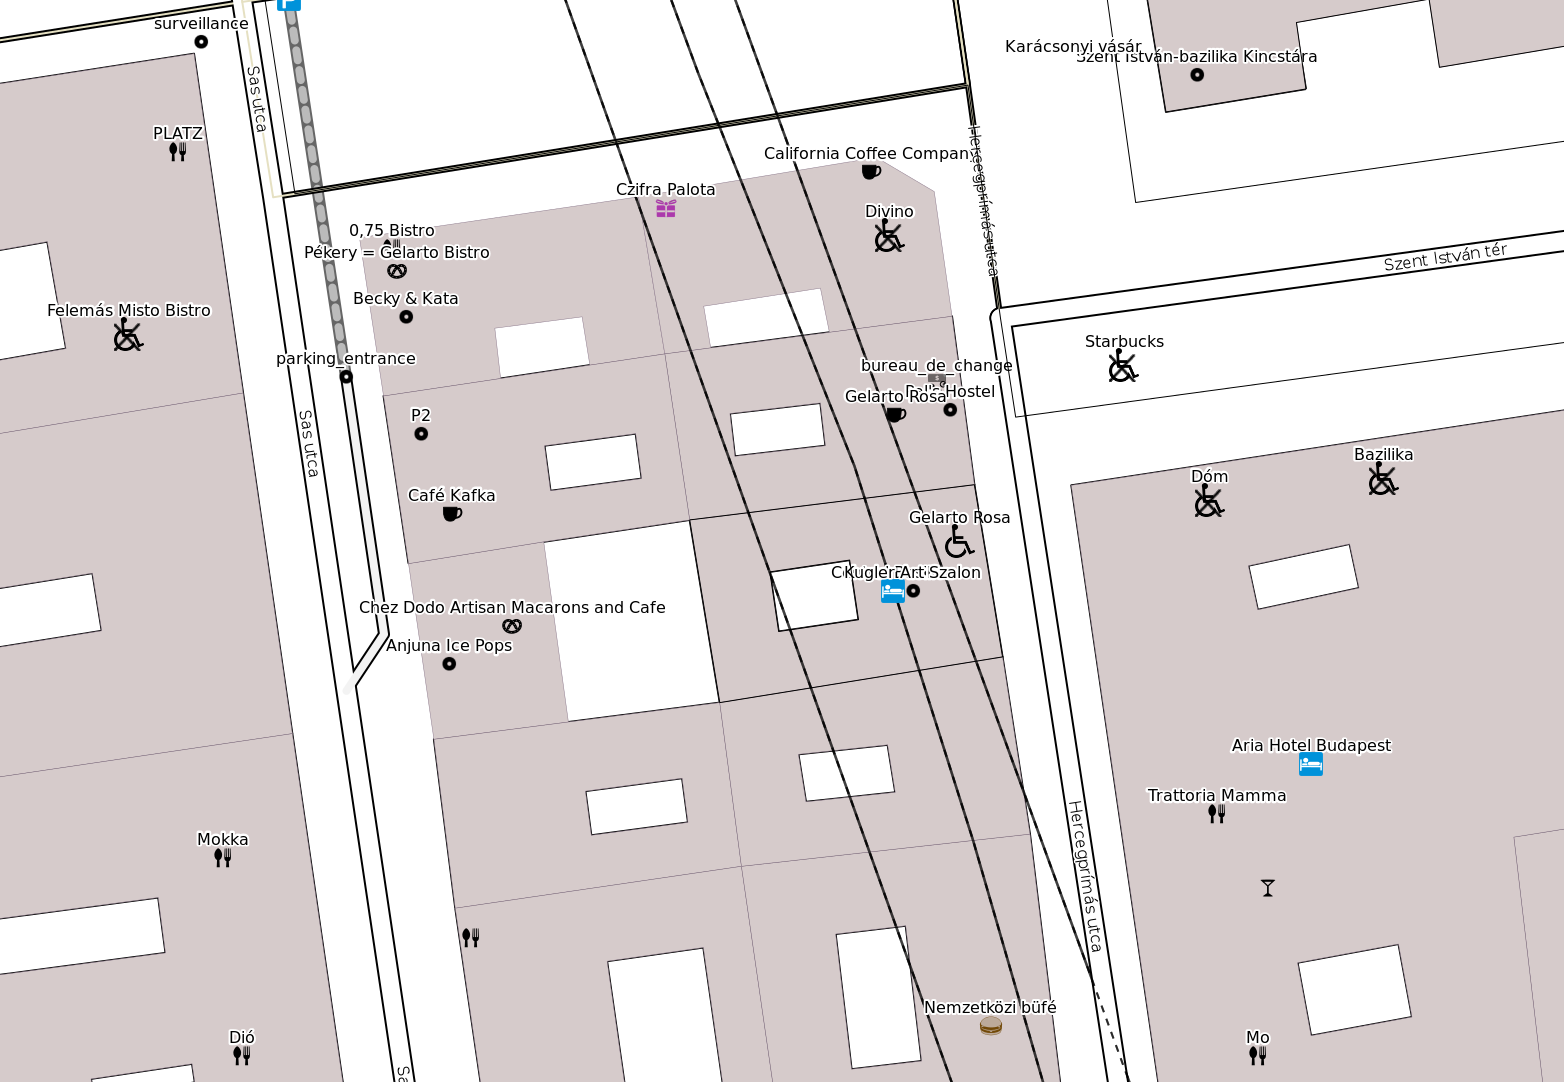 surveillance
Karácsonyi vásár
Szent István-bazilika Kincstára
Sas utca
PLATZ
California Coffee Company
Hercegprímás utca
Czifra Palota
Divino
0,75 Bistro
Pékery = Gelarto Bistro
Szent István tér
Becky & Kata
Felemás Misto Bistro
Starbucks
parking_entrance
bureau_de_change
Hostel
Gelarto Rosa
P2
Sas utca
Bazilika
Dóm
Café Kafka
Gelarto Rosa
Kugler Art Szalon
Chez Dodo Artisan Macarons and Cafe
Anjuna Ice Pops
Aria Hotel Budapest
Trattoria Mamma
Mokka
Hercegprímás utca
Nemzetközi büfé
Dió
Mo
Sa